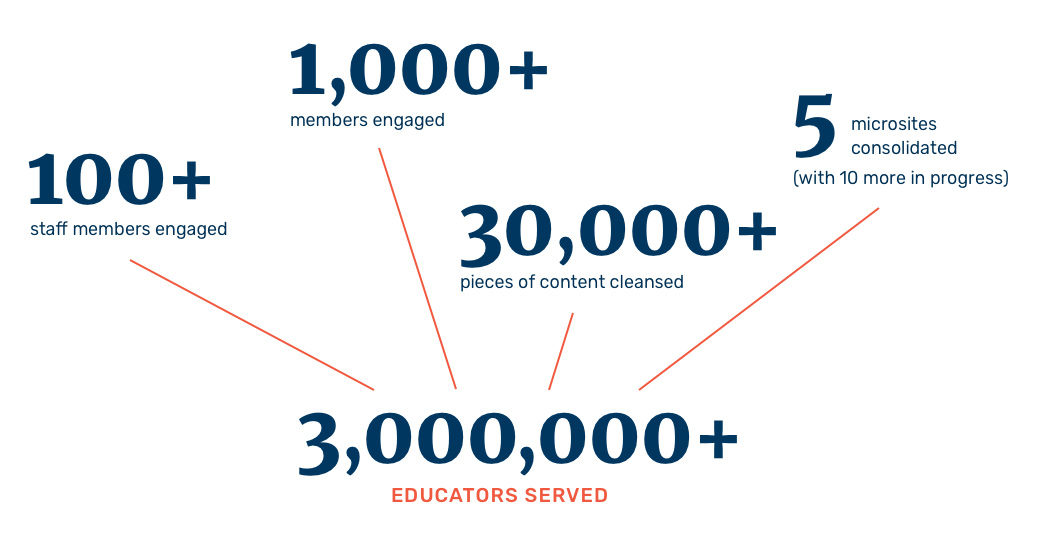 1,000+
members engaged
5 microsites
consolidated
(with 10 more in progress)
100+
staff members engaged
30,000+
pieces of content cleansed
3,000,000+
EDUCATORS SERVED